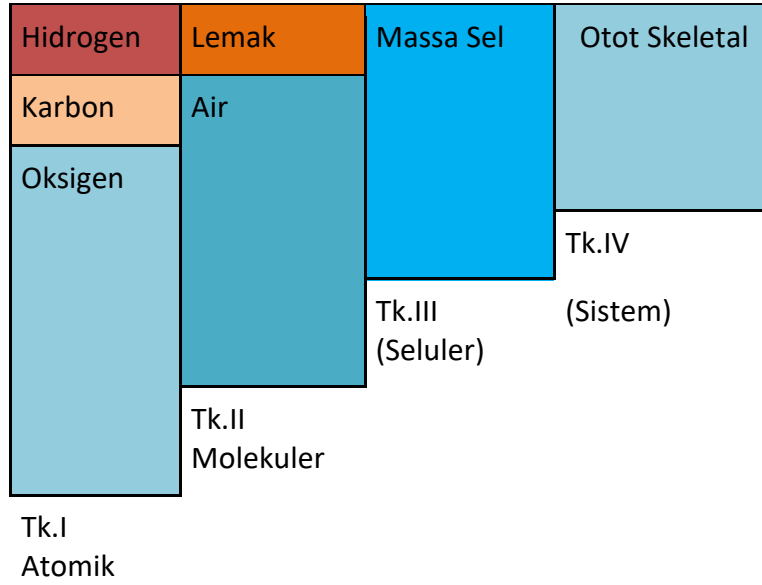 Hidrogen
Lemak
Massa Sel
Otot Skeletal
Karbon
Air
Oksigen
Tk.IV
(Sistem)
Tk.III
(Seluler)
Tk.II
Molekuler
Tk.I
Atomik